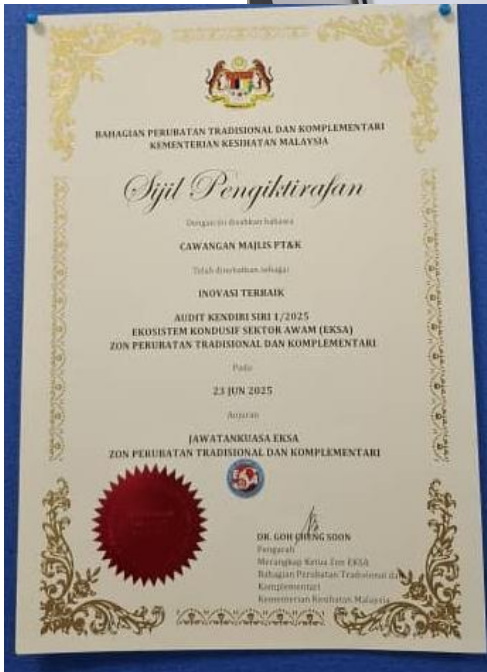 BAHAGIAN PERUBATAN TRADISIONAL DAN KOMPLEMENTARI
KEMENTERIAN KESIHATAN MALAYSIA
Sijil Pengiktirafan
Dengan ini disahkan bahawa
CAWANGAN MAJLIS PT&K
Telah dinobatkan sebagai
INOVASI TERBAIK
AUDIT KENDIRI SIRI 1/2025
EKOSISTEM KONDUSIF SEKTOR AWAM (EKSA)
ZON PERUBATAN TRADISIONAL DAN KOMPLEMENTARI
Pada
23 JUN 2025
Anjuran
JAWATANKUASA EKSA
ZON PERUBATAN TRADISIONAL DAN KOMPLEMENTARI
DR. GOH CHENG SOON
Pengarah
Merangkap Ketua Zon EKSA
Bahagian Perubatan Tradisional dan
Komplementari
Kementerian Kesihatan Malaysia